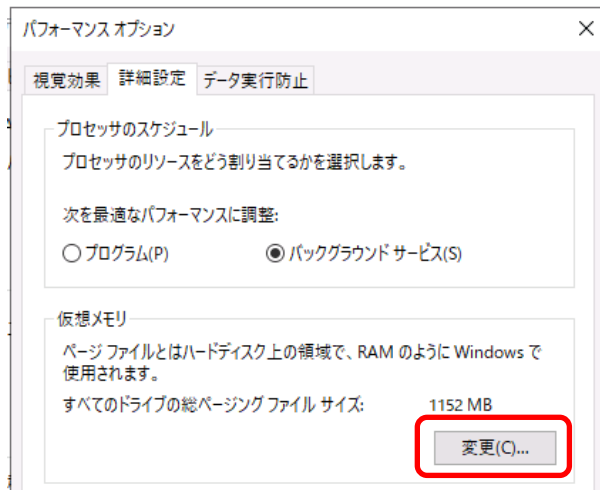 パフォーマンス オプション
視覚効果 詳細設定 データ実行防止
プロセッサのスケジュール
プロセッサのリソースをどう割り当てるかを選択します。
次を最適なパフォーマンスに調整:
プログラム(P) バックグラウンド サービス(S)
仮想メモリ
ページ ファイルとはハードディスク上の領域で、RAM のように Windows で
使用されます。
すべてのドライブの総ページング ファイル サイズ: 1152 MB
変更(C)...